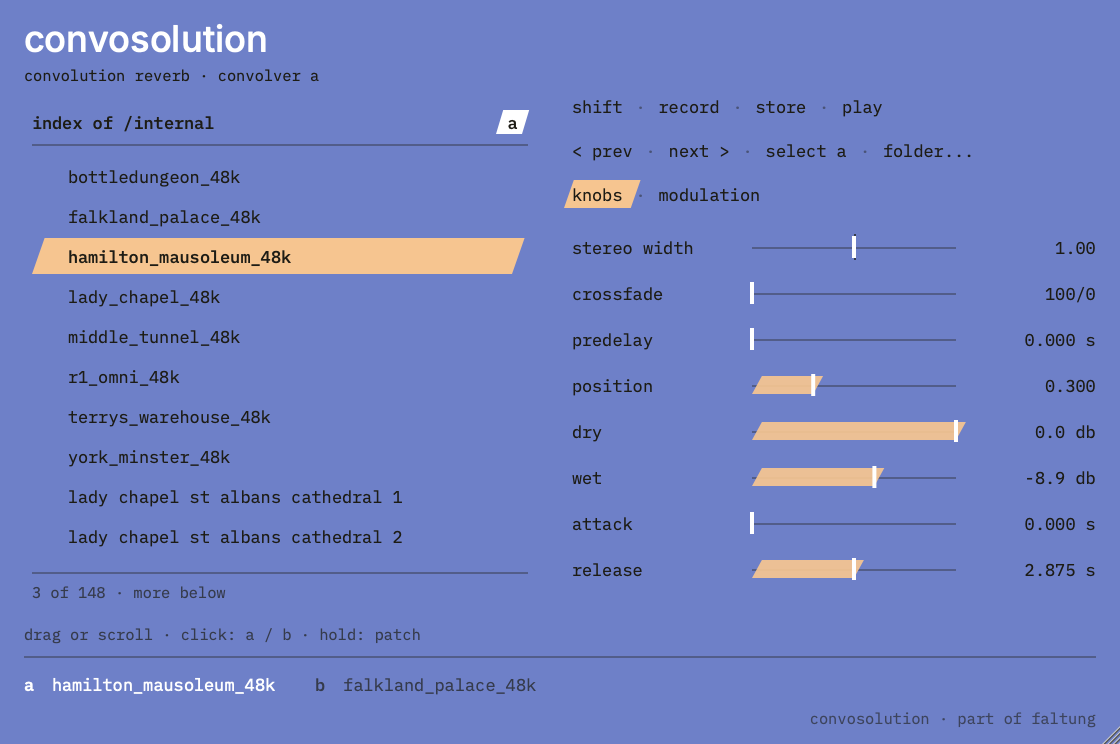 convosolution
convolution reverb · convolver a
index of /internal a
bottledungeon_48k
falkland_palace_48k
hamilton_mausoleum_48k
lady_chapel_48k
middle_tunnel_48k
r1_omni_48k
terrys_warehouse_48k
york_minster_48k
lady chapel st albans cathedral 1
lady chapel st albans cathedral 2
3 of 148 · more below
shift · record · store · play
< prev · next > · select a · folder...
knobs · modulation
stereo width 1.00
crossfade 100/0
predelay 0.000 s
position 0.300
dry 0.0 db
wet -8.9 db
attack 0.000 s
release 2.875 s
drag or scroll · click: a / b · hold: patch
a hamilton_mausoleum_48k b falkland_palace_48k
convosolution · part of faltung